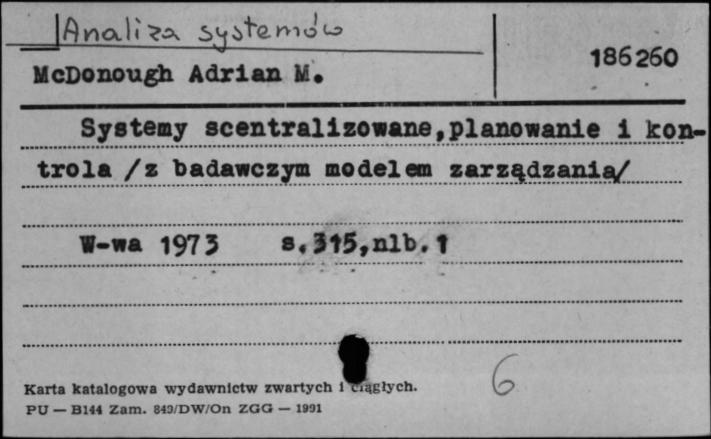 Analiza systemów
McDonough Adrian M.
186260
Systemy scentralizowane,planowanie i kon-
trola /z badawczym modelem zarządzania/
W-wa 1973 s.315,nlb.1
Karta katalogowa wydawnictw zwartych i ciągłych.
PU — B144 Zam. 849/DW/On ZGG — 1991
6